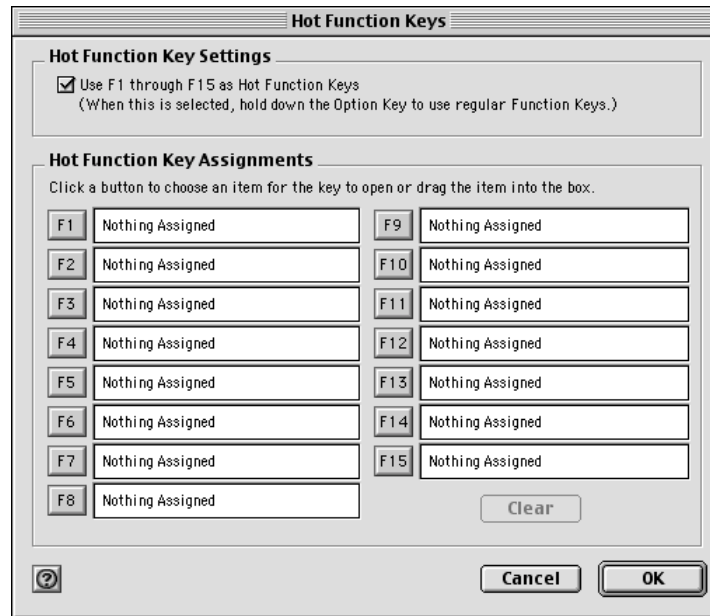 Hot Function Keys
Hot Function Key Settings
Use F1 through F15 as Hot Function Keys
(When this is selected, hold down the Option Key to use regular Function Keys.)
Hot Function Key Assignments
Click a button to choose an item for the key to open or drag the item into the box.
F1 Nothing Assigned
F2 Nothing Assigned
F3 Nothing Assigned
F4 Nothing Assigned
F5 Nothing Assigned
F6 Nothing Assigned
F7 Nothing Assigned
F8 Nothing Assigned
F9 Nothing Assigned
F10 Nothing Assigned
F11 Nothing Assigned
F12 Nothing Assigned
F13 Nothing Assigned
F14 Nothing Assigned
F15 Nothing Assigned
Clear
?
Cancel
OK